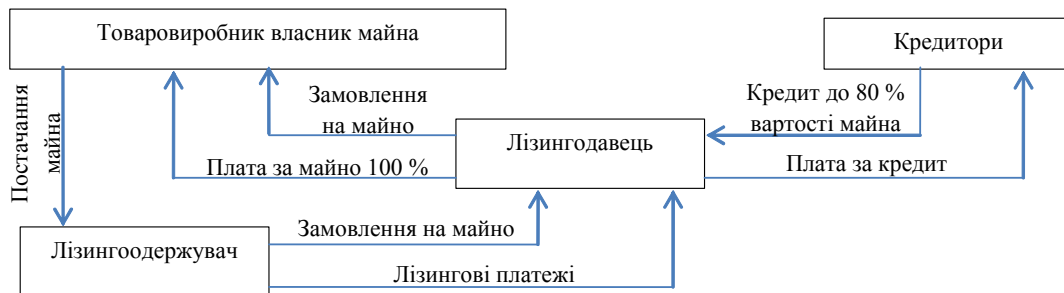 Товаровиробник власник майна
Кредитори
Замовлення
на майно
Кредит до 80 %
вартості майна
Постачання
майна
Лізингодавець
Плата за майно 100 %
Плата за кредит
Замовлення на майно
Лізингоодержувач
Лізингові платежі